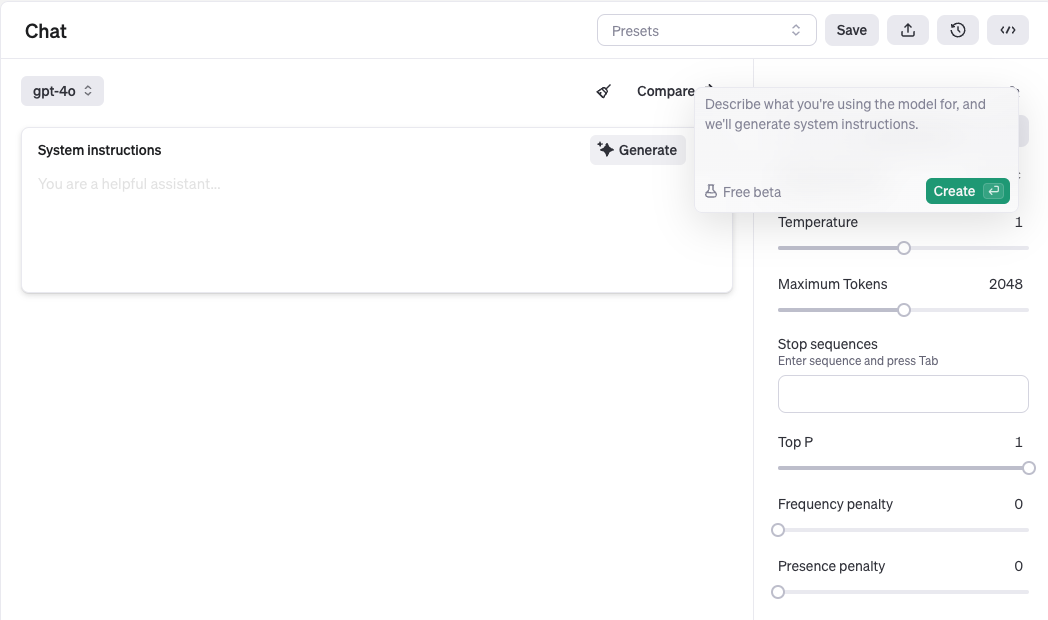 Chat
Presets
Save
gpt-4o
Compare
System instructions
Generate
You are a helpful assistant...
Describe what you're using the model for, and
we'll generate system instructions.
Free beta
Create
Temperature
1
Maximum Tokens
2048
Stop sequences
Enter sequence and press Tab
Top P
1
Frequency penalty
0
Presence penalty
0